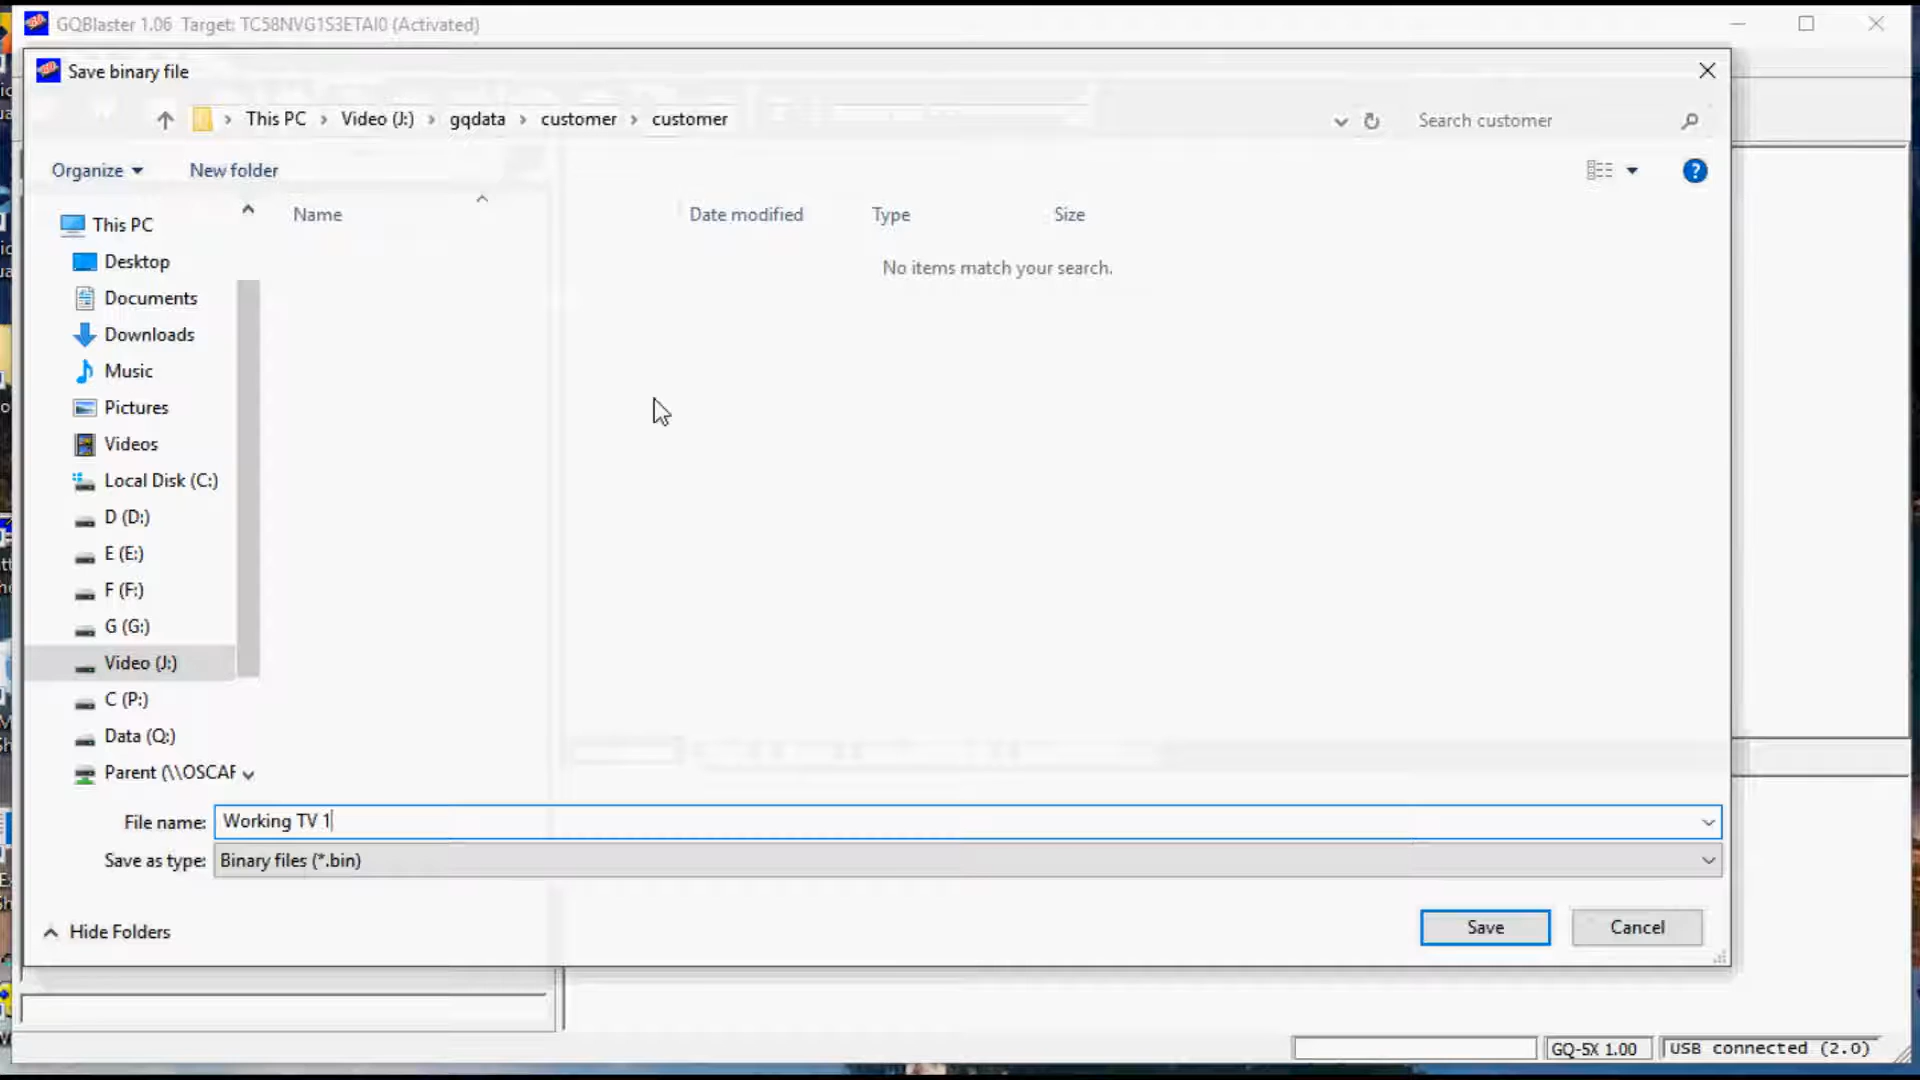 GQBlaster 1.06 Target: TC58NVG1S3ETAI0 (Activated)
Save binary file
This PC > Video (J:) > gqdata > customer > customer
Search customer
Organize
New folder
Name
Date modified
Type
Size
No items match your search.
This PC
Desktop
Documents
Downloads
Music
Pictures
Videos
Local Disk (C:)
D (D:)
E (E:)
F (F:)
G (G:)
Video (J:)
C (P:)
Data (Q:)
Parent (\\OSCAF
File name: Working TV 1
Save as type: Binary files (*.bin)
Hide Folders
Save
Cancel
GQ-5X 1.00
USB connected (2.0)